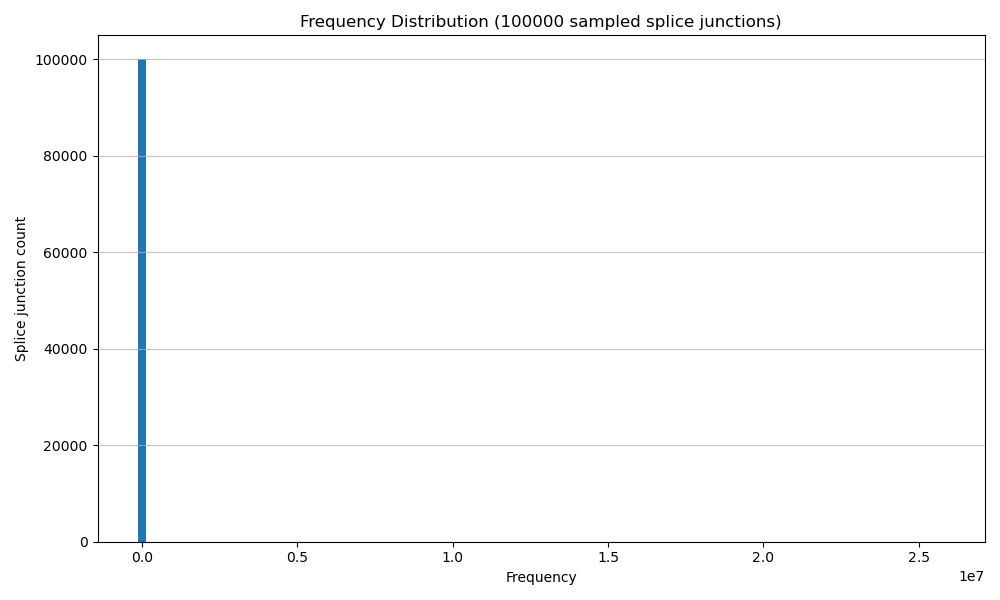 Frequency Distribution (100000 sampled splice junctions)
100000
80000
60000
40000
20000
0
Splice junction count
0.0 0.5 1.0 1.5 2.0 2.5
1e7
Frequency